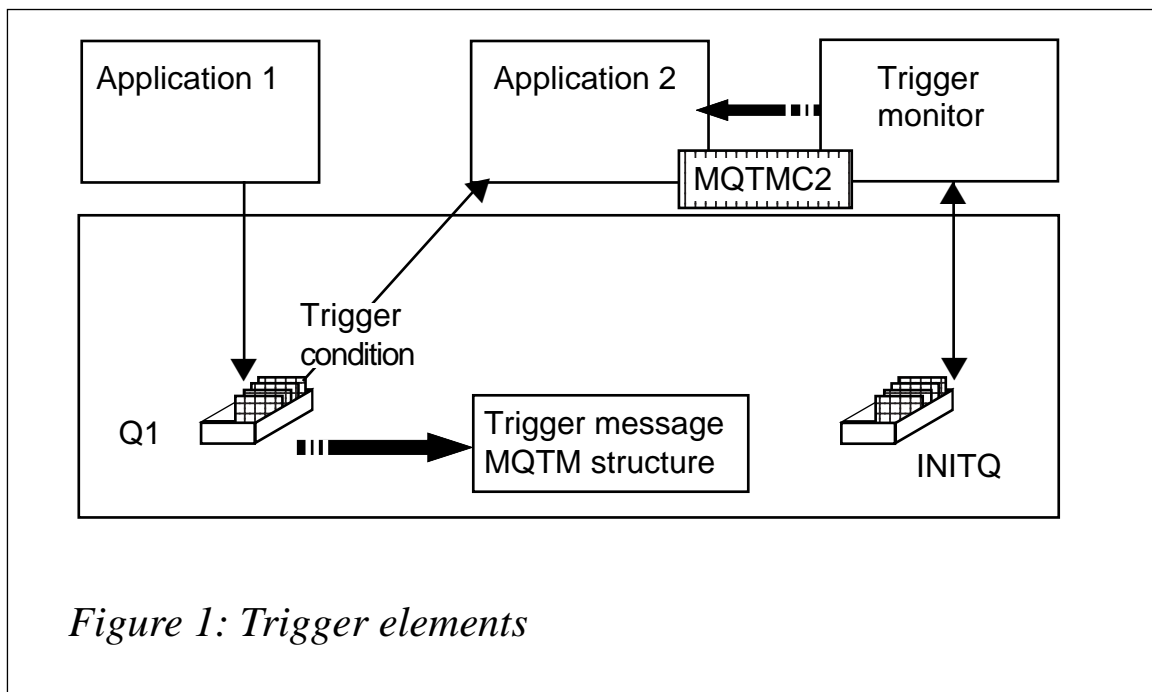 Application 1
Application 2
Trigger
monitor
MQTMC2
Trigger
condition
Q1
Trigger message
MQTM structure
INITQ
Figure 1: Trigger elements